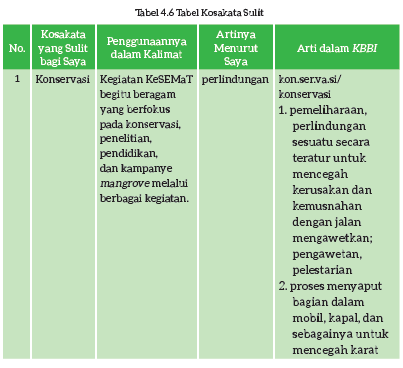 Tabel 4.6 Tabel Kosakata Sulit
No.
Kosakata
yang Sulit
bagi Saya
Penggunaannya
dalam Kalimat
Artinya
Menurut
Saya
Arti dalam KBBI
1
Konservasi
Kegiatan KeSEMaT
begitu beragam
yang berfokus
pada konservasi,
penelitian,
pendidikan,
dan kampanye
mangrove melalui
berbagai kegiatan.
perlindungan
kon.ser.va.si/
konservasi
1. pemeliharaan,
perlindungan
sesuatu secara
teratur untuk
mencegah
kerusakan dan
kemusnahan
dengan jalan
mengawetkan;
pengawetan,
pelestarian
2. proses menyaput
bagian dalam
mobil, kapal, dan
sebagainya untuk
mencegah karat